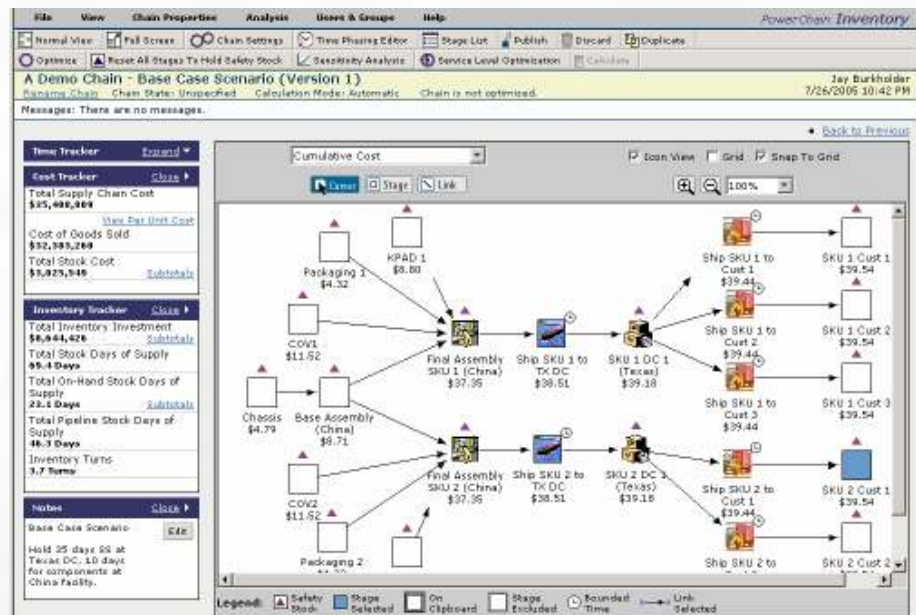 File View Chain Properties Analysis Users & Groups Help
PowerChain Inventory
Normal View Full Screen Chain Settings Time Phasing Editor Stage List Publish Discard Duplicate
Optimize Reset All Stages To Hold Safety Stock Sensitivity Analysis Service Level Optimization Calculate
A Demo Chain - Base Case Scenario (Version 1)
Jay Burkholder
Rename Chain Chain State: Unspecified Calculation Mode: Automatic Chain is not optimized.
7/26/2005 10:42 PM
Messages: There are no messages.
Back to Previous
Time Tracker Expand
Cost Tracker Close
Total Supply Chain Cost
View Per Unit Cost
Cost of Goods Sold
Total Stock Cost
Subtotals
Inventory Tracker Close
Total Inventory Investment
Subtotals
Total Stock Days of Supply
69.4 Days
Total On-Hand Stock Days of Supply
23.1 Days Subtotals
Total Pipeline Stock Days of Supply
46.3 Days
Inventory Turns
3.7 Turns
Notes Close
Base Case Scenario
Edit
Hold 35 days SS at
Texas DC, 10 days
for components at
China facility.
Cumulative Cost
Icon View Grid Snap To Grid
Cursor Stage Link
100%
Packaging 1
$4.32
KPAD 1
$8.80
COV1
$11.52
Chassis
$4.79
Base Assembly
(China)
$8.71
COV2
$11.52
Packaging 2
Final Assembly
SKU 1 (China)
$37.35
Ship SKU 1 to
TX DC
$38.51
SKU 1 DC 1
(Texas)
$39.18
Final Assembly
SKU 2 (China)
$37.35
Ship SKU 2 to
TX DC
$38.51
SKU 2 DC 1
(Texas)
$39.18
Ship SKU 1 to
Cust 1
$39.44
Ship SKU 1 to
Cust 2
$39.44
Ship SKU 1 to
Cust 3
$39.44
Ship SKU 2 to
Cust 1
$39.44
Ship SKU 2 to
SKU 1 Cust 1
$39.54
SKU 1 Cust 2
$39.54
SKU 1 Cust 3
$39.54
SKU 2 Cust 1
$39.54
SKU 2 Cust 2
Legend: Safety Stock Stage Selected On Clipboard Stage Excluded Bounded Time Link Selected